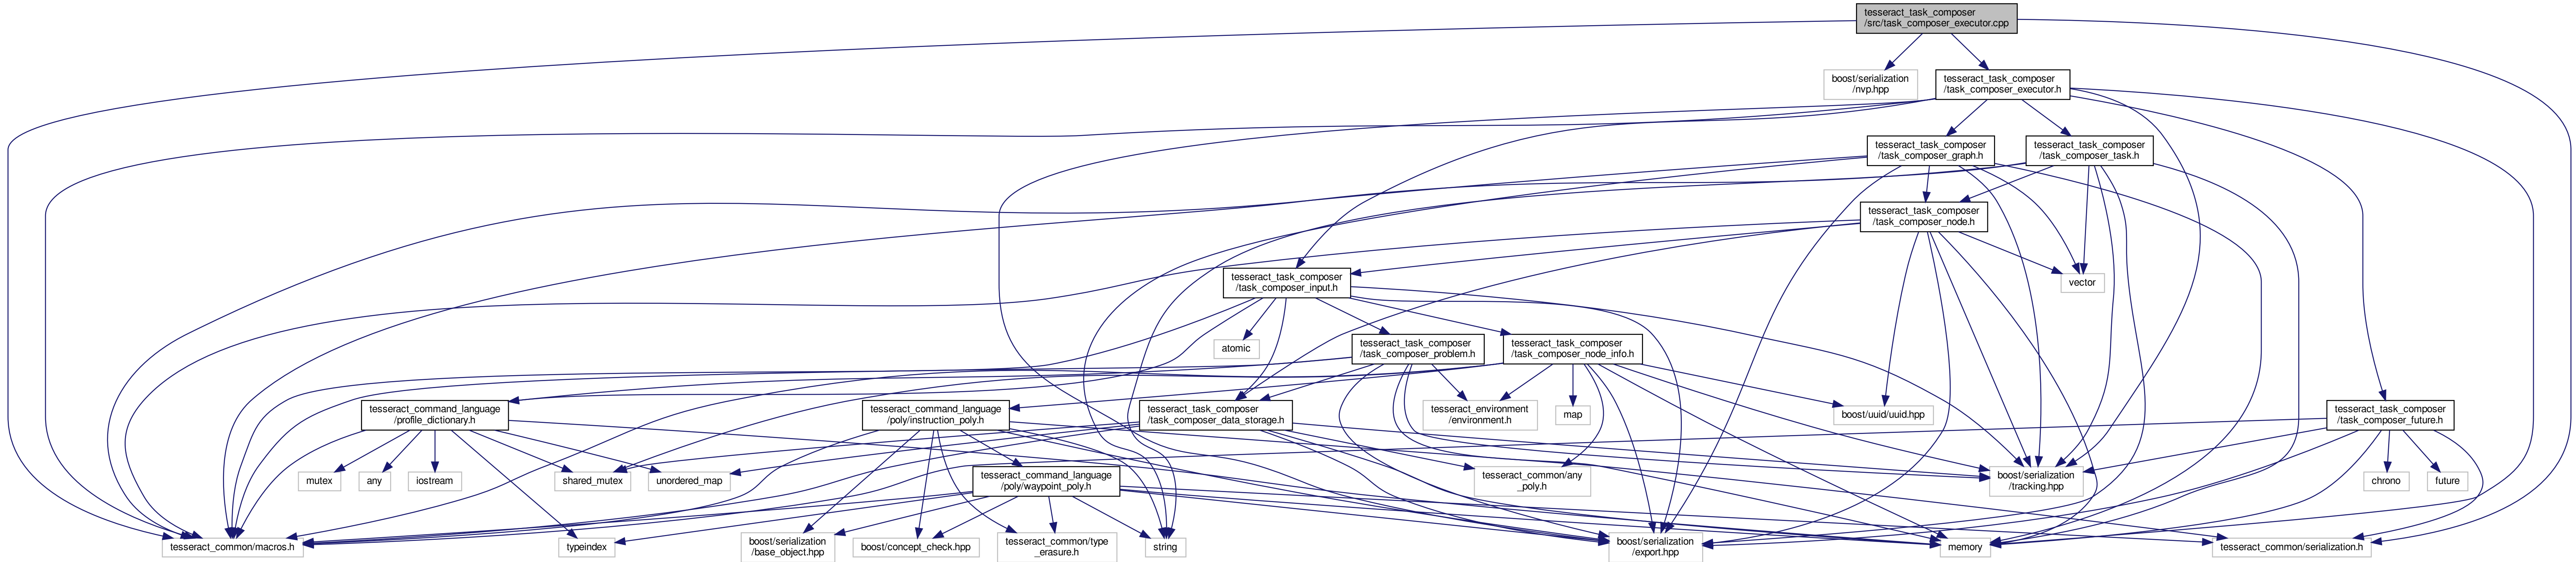 tesseract_task_composer
/src/task_composer_executor.cpp
boost/serialization
/nvp.hpp
tesseract_task_composer
/task_composer_executor.h
tesseract_task_composer
/task_composer_graph.h
tesseract_task_composer
/task_composer_task.h
tesseract_task_composer
/task_composer_node.h
tesseract_task_composer
/task_composer_input.h
vector
atomic
tesseract_task_composer
/task_composer_problem.h
tesseract_task_composer
/task_composer_node_info.h
tesseract_command_language
/profile_dictionary.h
tesseract_command_language
/poly/instruction_poly.h
tesseract_task_composer
/task_composer_data_storage.h
tesseract_environment
/environment.h
map
boost/uuid/uuid.hpp
tesseract_task_composer
/task_composer_future.h
mutex
any
iostream
shared_mutex
unordered_map
tesseract_command_language
/poly/waypoint_poly.h
tesseract_common/any
_poly.h
boost/serialization
/tracking.hpp
chrono
future
tesseract_common/macros.h
typeindex
boost/serialization
/base_object.hpp
boost/concept_check.hpp
tesseract_common/type
_erasure.h
string
boost/serialization
/export.hpp
memory
tesseract_common/serialization.h